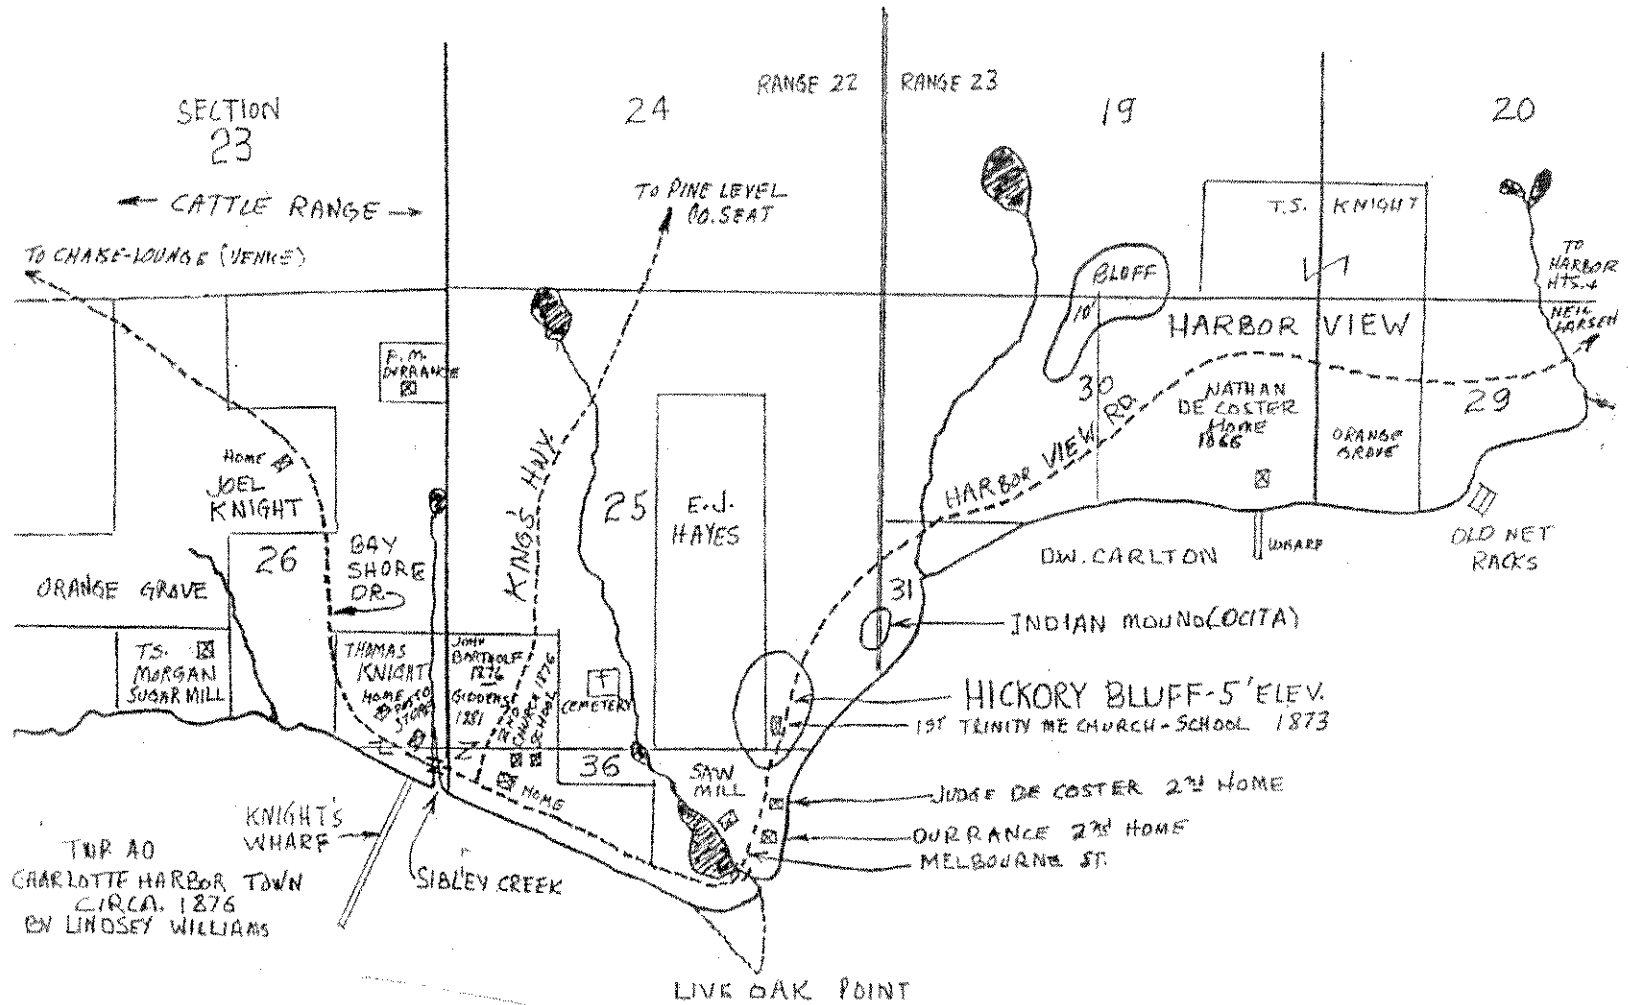 RANGE 22
RANGE 23
SECTION
23
24
19
20
← CATTLE RANGE →
TO PINE LEVEL
CO. SEAT
T.S. KNIGHT
TO CHAISE-LOUNGE (VENICE)
BLUFF
10'
TO
HARBOR
HTS. +
NEIL
LARSEN
HARBOR VIEW
F. M.
DURRANCE
30
NATHAN
DE COSTER
HOME
1866
29
ORANGE
GROVE
HARBOR VIEW RD.
HOME
JOEL
KNIGHT
KING'S HWY
25
E.J.
HAYES
OLD NET
RACKS
26
BAY
SHORE
DR.
D.W. CARLTON
WHARF
ORANGE GROVE
31
INDIAN MOUND (OCITA)
T.S.
MORGAN
SUGAR MILL
THOMAS
KNIGHT
HOME
STORE
JOHN
BARTHOLF
1876
GIDDENS
1881
2ND
CHURCH 1876
SCHOOL
CEMETERY
HICKORY BLUFF-5' ELEV.
1ST TRINITY ME CHURCH-SCHOOL 1873
36
SAW
MILL
HOME
JUDGE DE COSTER 2ND HOME
KNIGHT'S
WHARF
DURRANCE 2ND HOME
MELBOURNE ST.
SIBLEY CREEK
TWP 40
CHARLOTTE HARBOR TOWN
CIRCA. 1876
BY LINDSEY WILLIAMS
LIVE OAK POINT